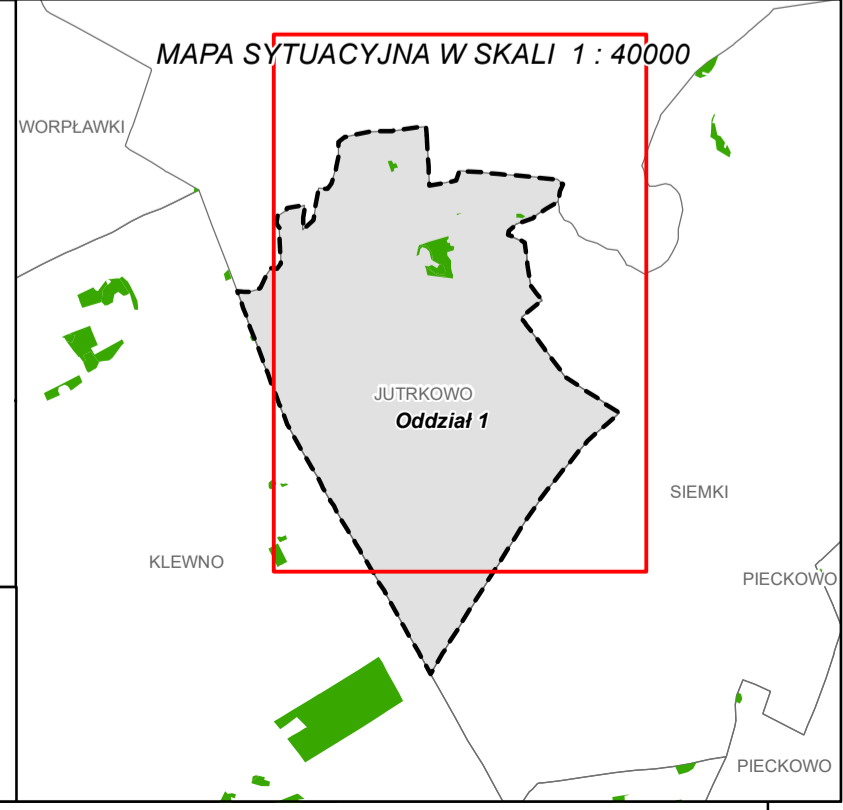 MAPA SYTUACYJNA W SKALI 1 : 40000
WORPŁAWKI
JUTRKOWO
Oddział 1
SIEMKI
KLEWNO
PIECKOWO
PIECKOWO